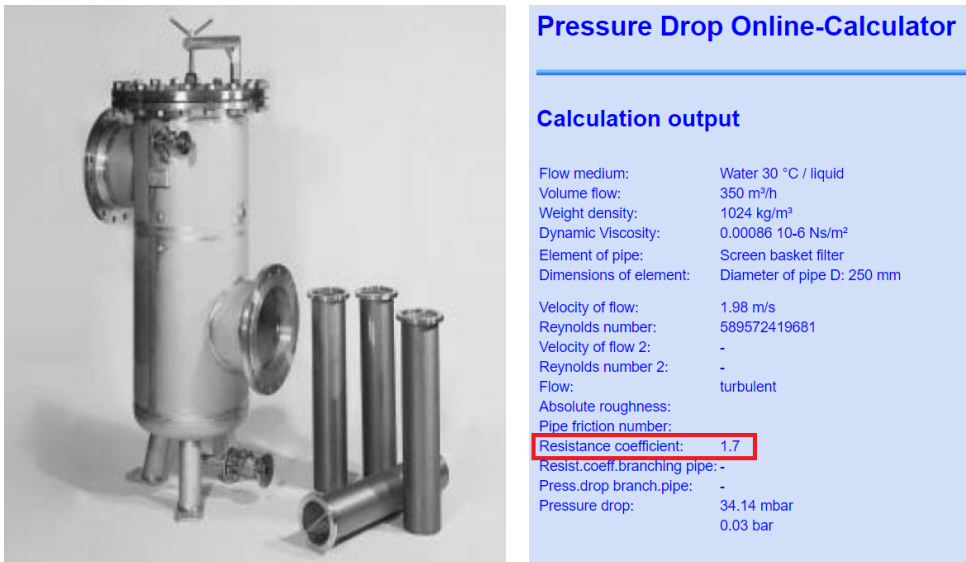 Pressure Drop Online-Calculator
Calculation output
Flow medium: Water 30 °C / liquid
Volume flow: 350 m³/h
Weight density: 1024 kg/m³
Dynamic Viscosity: 0.00086 10-6 Ns/m²
Element of pipe: Screen basket filter
Dimensions of element: Diameter of pipe D: 250 mm
Velocity of flow: 1.98 m/s
Reynolds number: 589572419681
Velocity of flow 2: -
Reynolds number 2: -
Flow: turbulent
Absolute roughness:
Pipe friction number:
Resistance coefficient: 1.7
Resist.coeff.branching pipe: -
Press.drop branch.pipe: -
Pressure drop: 34.14 mbar
0.03 bar